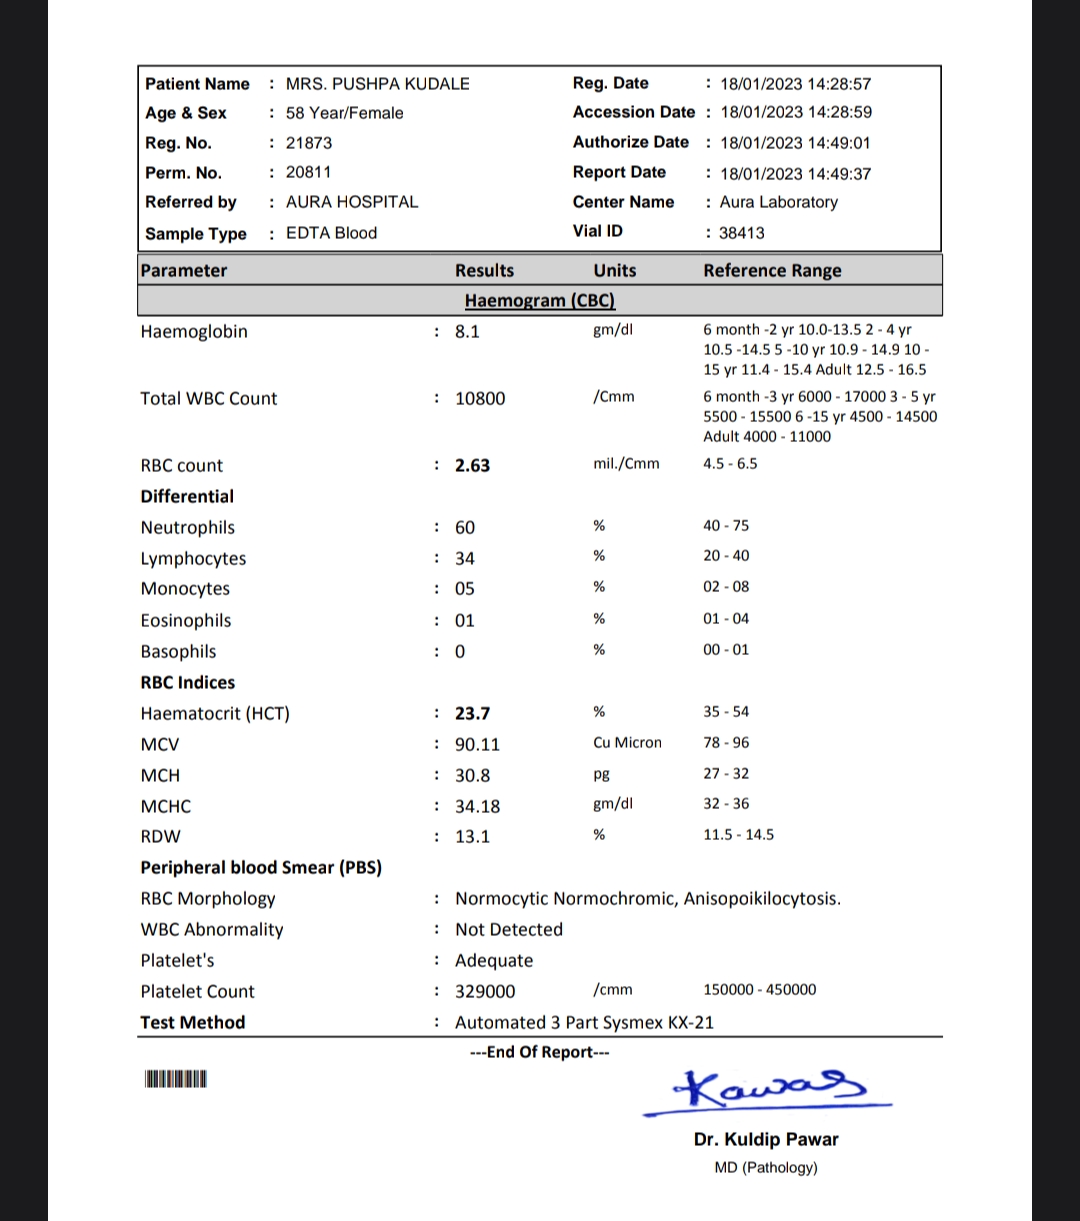 Patient Name : MRS. PUSHPA KUDALE Reg. Date : 18/01/2023 14:28:57
Age & Sex : 58 Year/Female Accession Date : 18/01/2023 14:28:59
Reg. No. : 21873 Authorize Date : 18/01/2023 14:49:01
Perm. No. : 20811 Report Date : 18/01/2023 14:49:37
Referred by : AURA HOSPITAL Center Name : Aura Laboratory
Sample Type : EDTA Blood Vial ID : 38413
Parameter Results Units Reference Range
Haemogram (CBC)
Haemoglobin : 8.1 gm/dl 6 month -2 yr 10.0-13.5 2 - 4 yr
10.5 -14.5 5 -10 yr 10.9 - 14.9 10 -
15 yr 11.4 - 15.4 Adult 12.5 - 16.5
Total WBC Count : 10800 /Cmm 6 month -3 yr 6000 - 17000 3 - 5 yr
5500 - 15500 6 -15 yr 4500 - 14500
Adult 4000 - 11000
RBC count : 2.63 mil./Cmm 4.5 - 6.5
Differential
Neutrophils : 60 % 40 - 75
Lymphocytes : 34 % 20 - 40
Monocytes : 05 % 02 - 08
Eosinophils : 01 % 01 - 04
Basophils : 0 % 00 - 01
RBC Indices
Haematocrit (HCT) : 23.7 % 35 - 54
MCV : 90.11 Cu Micron 78 - 96
MCH : 30.8 pg 27 - 32
MCHC : 34.18 gm/dl 32 - 36
RDW : 13.1 % 11.5 - 14.5
Peripheral blood Smear (PBS)
RBC Morphology : Normocytic Normochromic, Anisopoikilocytosis.
WBC Abnormality : Not Detected
Platelet's : Adequate
Platelet Count : 329000 /cmm 150000 - 450000
Test Method : Automated 3 Part Sysmex KX-21
---End Of Report---
Dr. Kuldip Pawar
MD (Pathology)